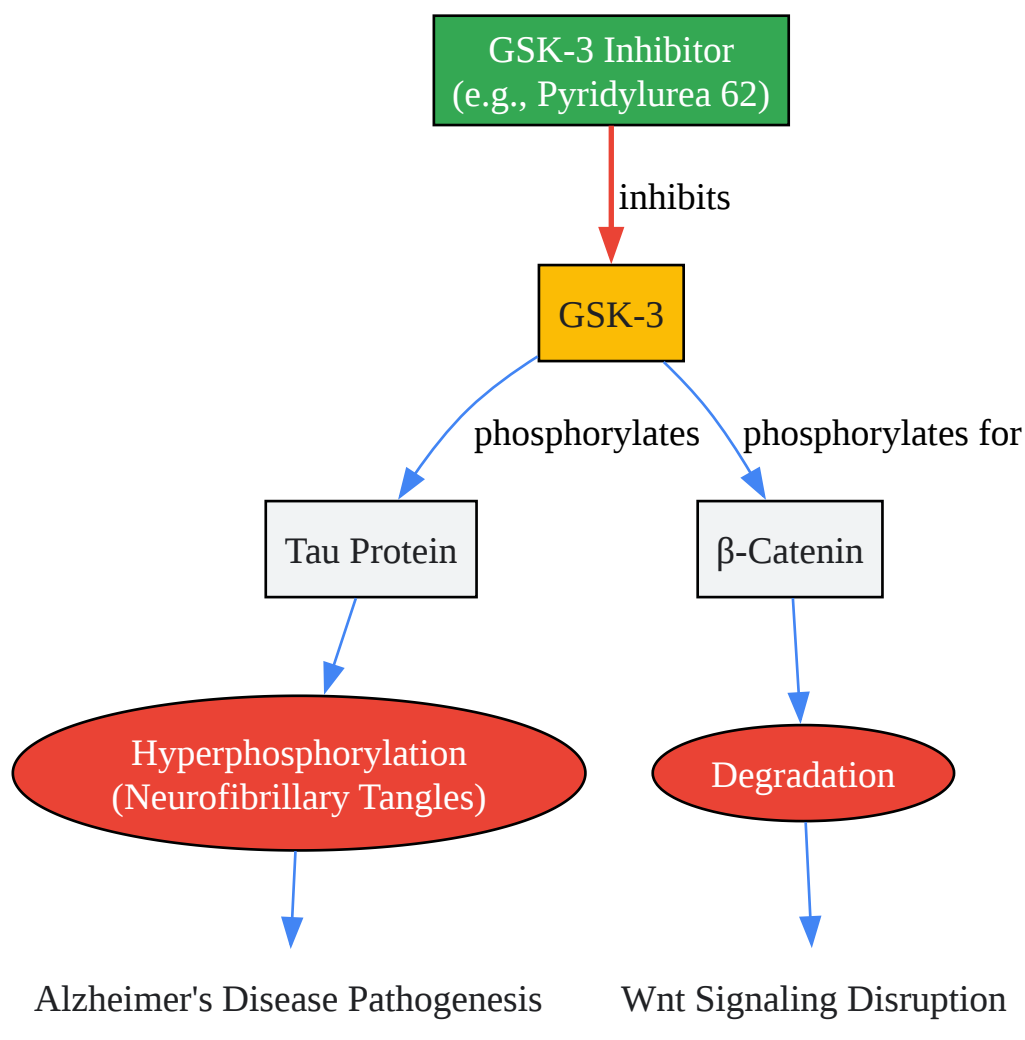 GSK-3 Inhibitor
(e.g., Pyridylurea 62)
inhibits
GSK-3
phosphorylates
phosphorylates for
Tau Protein
β-Catenin
Hyperphosphorylation
(Neurofibrillary Tangles)
Degradation
Alzheimer's Disease Pathogenesis
Wnt Signaling Disruption